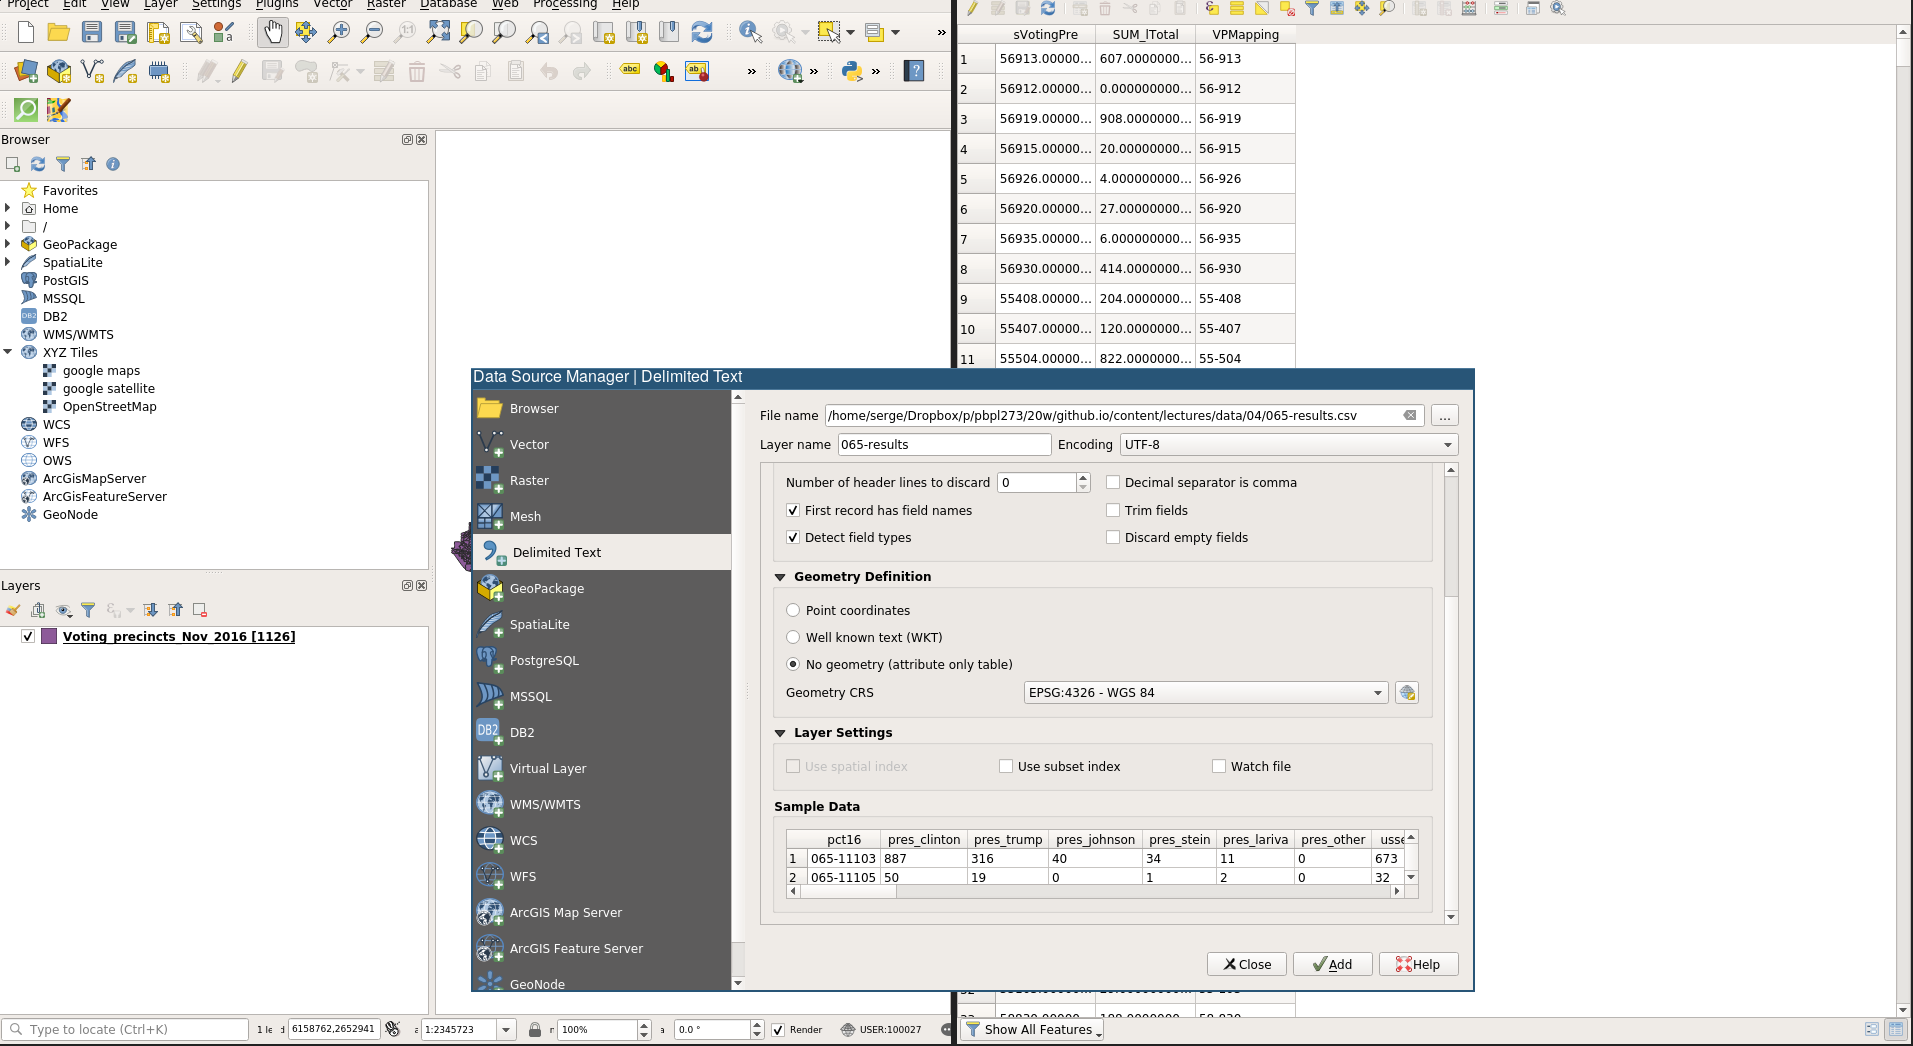 Project Edit View Layer Settings Plugins Vector Raster Database Web Processing Help
Browser
Favorites
Home
/
GeoPackage
SpatiaLite
PostGIS
MSSQL
DB2
WMS/WMTS
XYZ Tiles
google maps
google satellite
OpenStreetMap
WCS
WFS
OWS
ArcGisMapServer
ArcGisFeatureServer
GeoNode
Layers
Voting_precincts_Nov_2016 [1126]
sVotingPre SUM_lTotal VPMapping
1 56913.00000... 607.0000000... 56-913
2 56912.00000... 0.000000000... 56-912
3 56919.00000... 908.0000000... 56-919
4 56915.00000... 20.00000000... 56-915
5 56926.00000... 4.000000000... 56-926
6 56920.00000... 27.00000000... 56-920
7 56935.00000... 6.000000000... 56-935
8 56930.00000... 414.0000000... 56-930
9 55408.00000... 204.0000000... 55-408
10 55407.00000... 120.0000000... 55-407
11 55504.00000... 822.0000000... 55-504
Data Source Manager | Delimited Text
Browser
Vector
Raster
Mesh
Delimited Text
GeoPackage
SpatiaLite
PostgreSQL
MSSQL
DB2
Virtual Layer
WMS/WMTS
WCS
WFS
ArcGIS Map Server
ArcGIS Feature Server
GeoNode
File name /home/serge/Dropbox/p/pbpl273/20w/github.io/content/lectures/data/04/065-results.csv ...
Layer name 065-results Encoding UTF-8
Number of header lines to discard 0 Decimal separator is comma
First record has field names Trim fields
Detect field types Discard empty fields
Geometry Definition
Point coordinates
Well known text (WKT)
No geometry (attribute only table)
Geometry CRS EPSG:4326 - WGS 84
Layer Settings
Use spatial index Use subset index Watch file
Sample Data
pct16 pres_clinton pres_trump pres_johnson pres_stein pres_lariva pres_other usse
1 065-11103 887 316 40 34 11 0 673
2 065-11105 50 19 0 1 2 0 32
Close Add Help
Type to locate (Ctrl+K) 1 le 6158762,2652941 1:2345723 100% 0.0 ° Render USER:100027
Show All Features